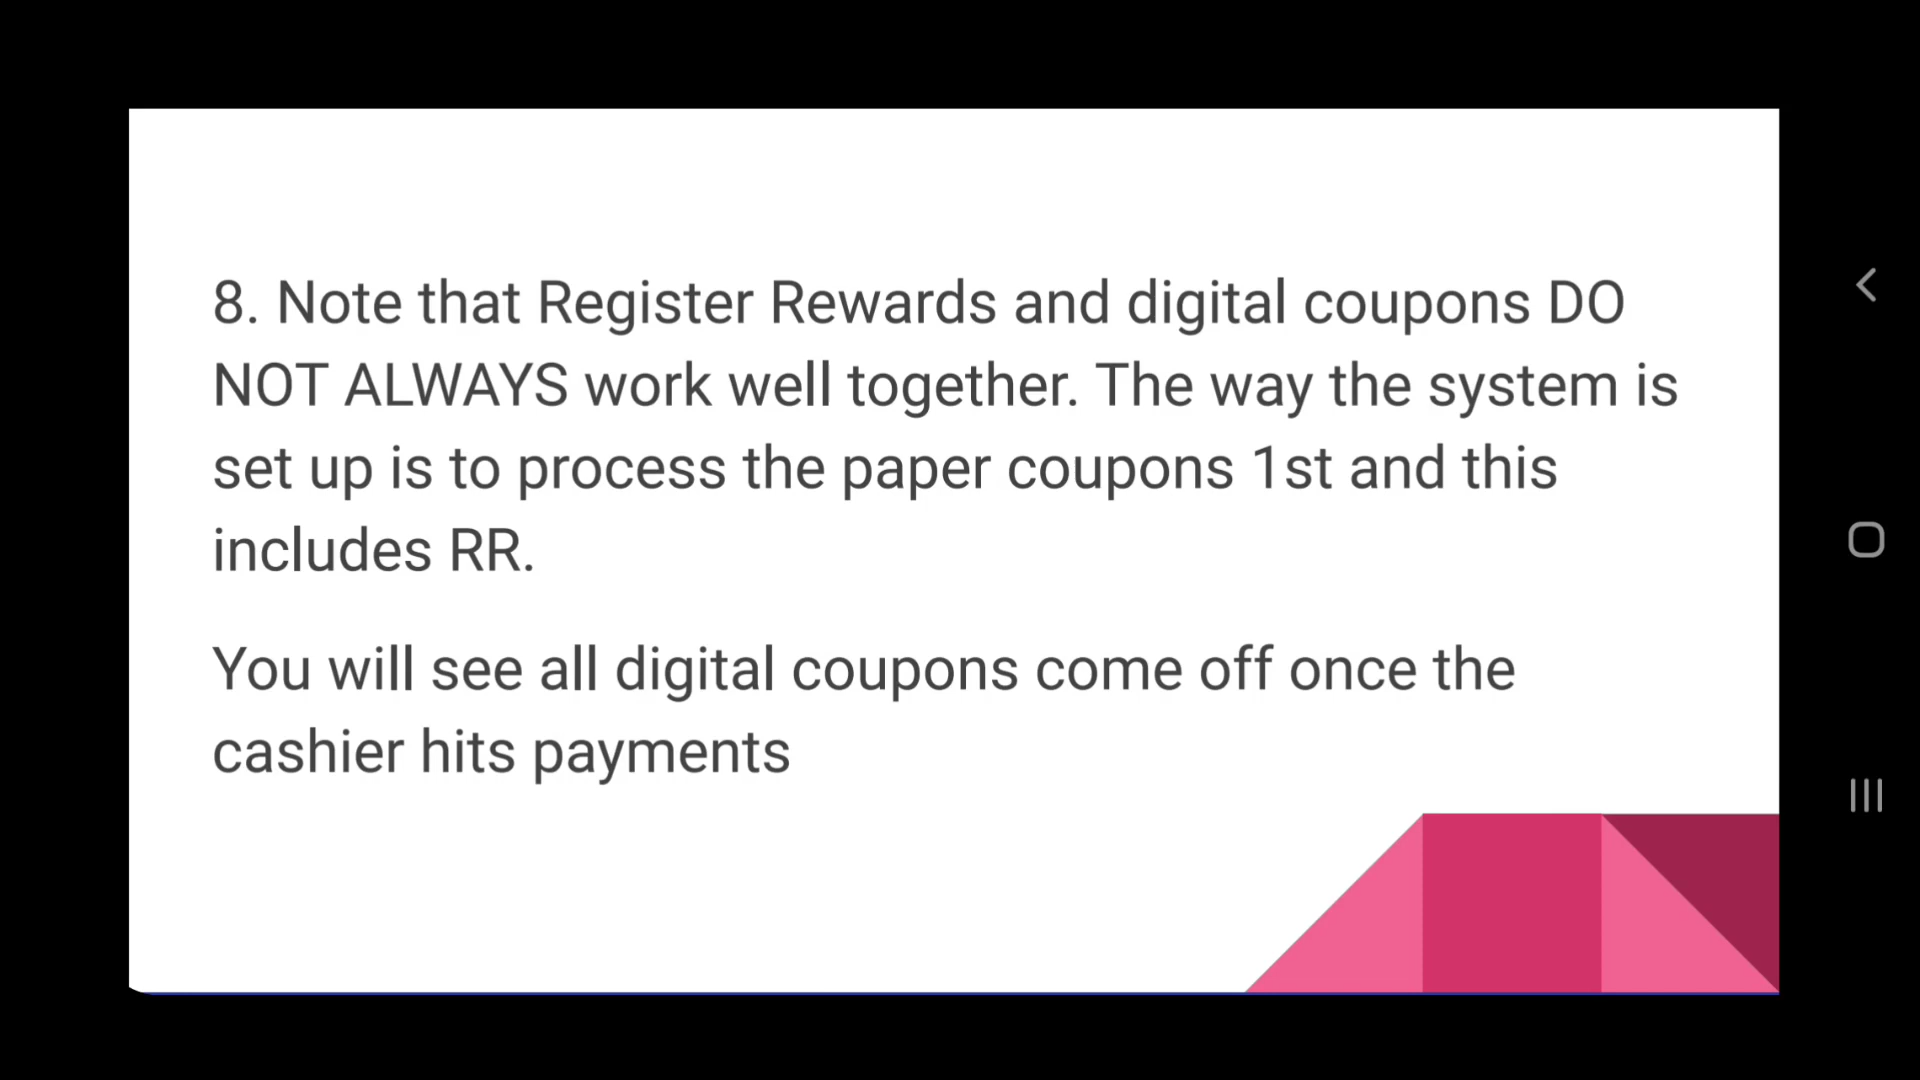 8. Note that Register Rewards and digital coupons DO
NOT ALWAYS work well together. The way the system is
set up is to process the paper coupons 1st and this
includes RR.
You will see all digital coupons come off once the
cashier hits payments